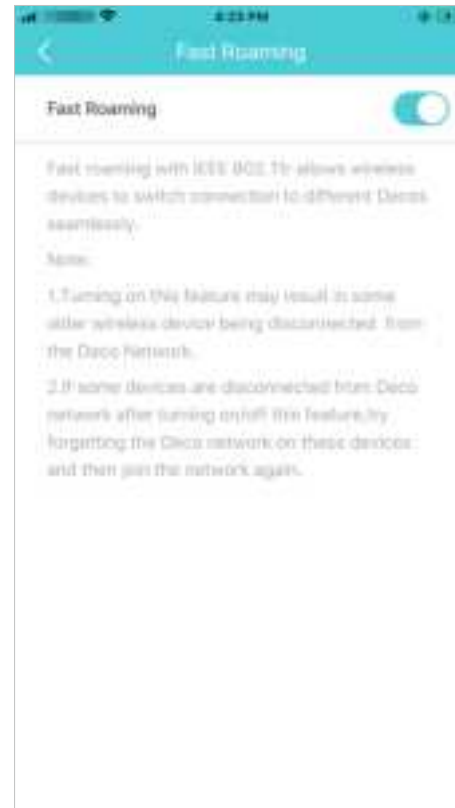 4:23 PM
Fast Roaming
Fast Roaming
Fast roaming with IEEE 802.11r allows wireless
devices to switch connection to different Decos
seamlessly.
Note:
1.Turning on this feature may result in some
older wireless device being disconnected from
the Deco Network.
2.If some devices are disconnected from Deco
network after turning on/off this feature,try
forgetting the Deco network on these devices
and then join the network again.